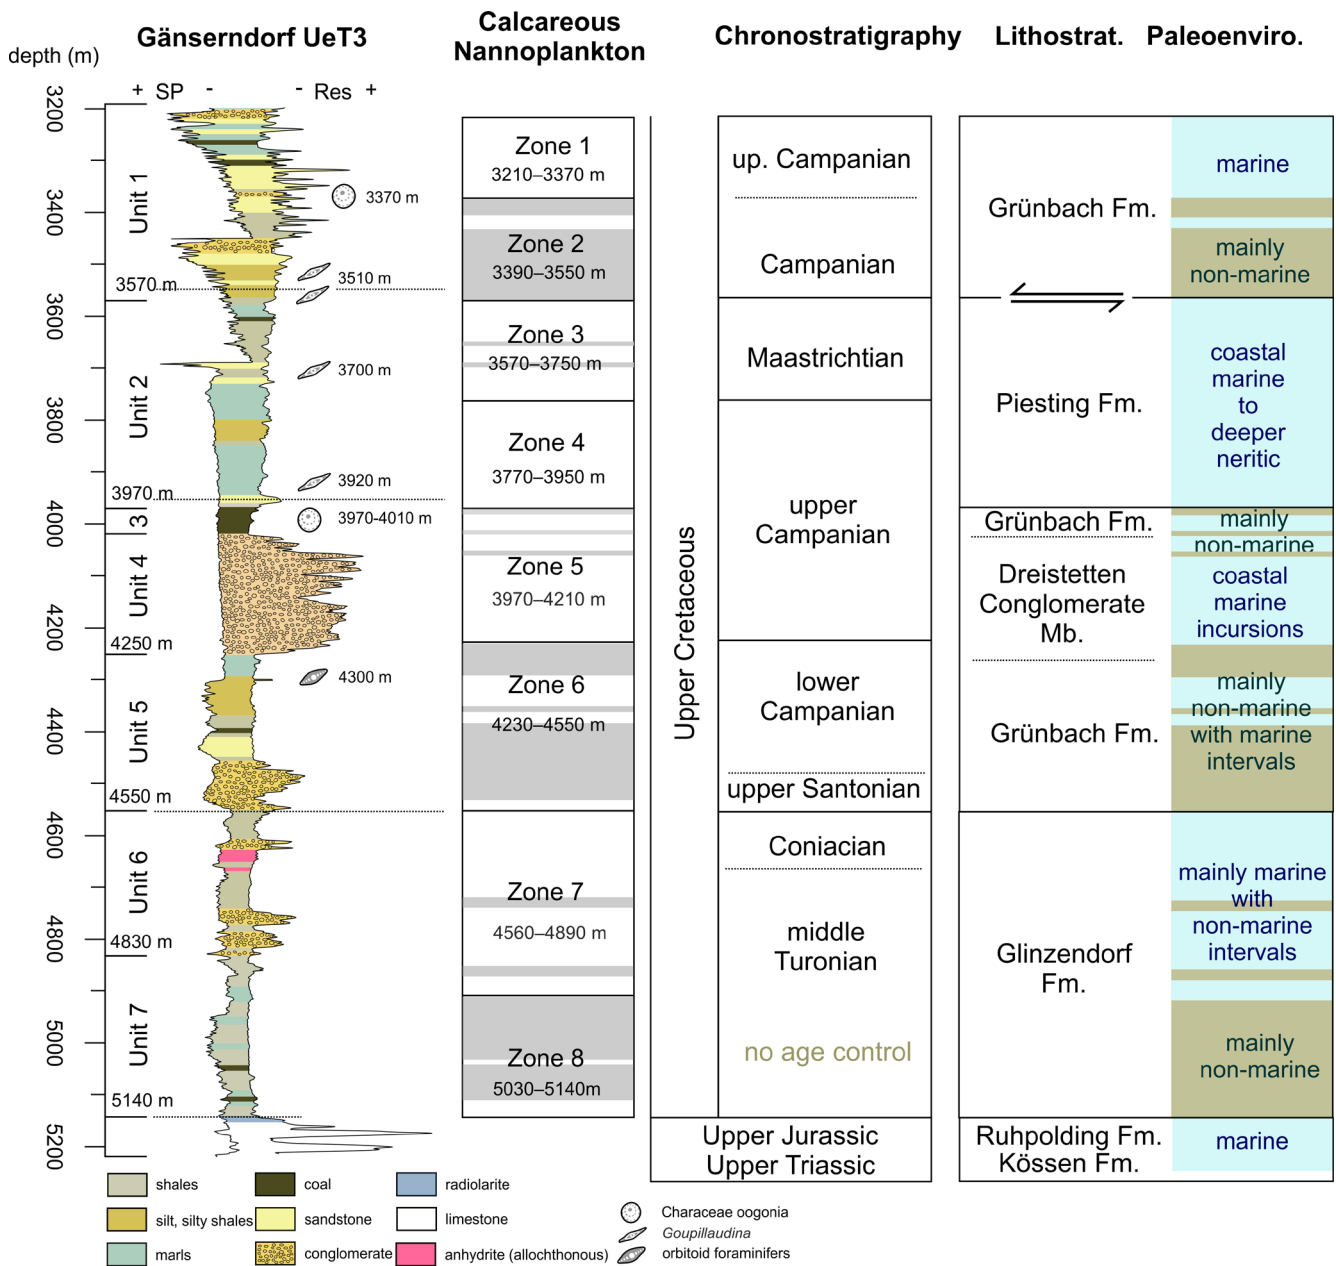 Gänserndorf UeT3
Calcareous
Nannoplankton
Chronostratigraphy
Lithostrat.
Paleoenviro.
depth (m)
+ SP -
- Res +
3200
3400
3600
3800
4000
4200
4400
4600
4800
5000
5200
Unit 1
3570 m
Unit 2
3970 m
3
Unit 4
4250 m
Unit 5
4550 m
Unit 6
4830 m
Unit 7
5140 m
3370 m
3510 m
3700 m
3920 m
3970-4010 m
4300 m
Zone 1
3210–3370 m
Zone 2
3390–3550 m
Zone 3
3570–3750 m
Zone 4
3770–3950 m
Zone 5
3970–4210 m
Zone 6
4230–4550 m
Zone 7
4560–4890 m
Zone 8
5030–5140m
Upper Cretaceous
up. Campanian
Campanian
Maastrichtian
upper
Campanian
lower
Campanian
upper Santonian
Coniacian
middle
Turonian
no age control
Upper Jurassic
Upper Triassic
Grünbach Fm.
Piesting Fm.
Grünbach Fm.
Dreistetten
Conglomerate
Mb.
Grünbach Fm.
Glinzendorf
Fm.
Ruhpolding Fm.
Kössen Fm.
marine
mainly
non-marine
coastal
marine
to
deeper
neritic
mainly
non-marine
coastal
marine
incursions
mainly
non-marine
with marine
intervals
mainly marine
with
non-marine
intervals
mainly
non-marine
marine
shales
coal
radiolarite
silt, silty shales
sandstone
limestone
marls
conglomerate
anhydrite (allochthonous)
Characeae oogonia
Goupillaudina
orbitoid foraminifers